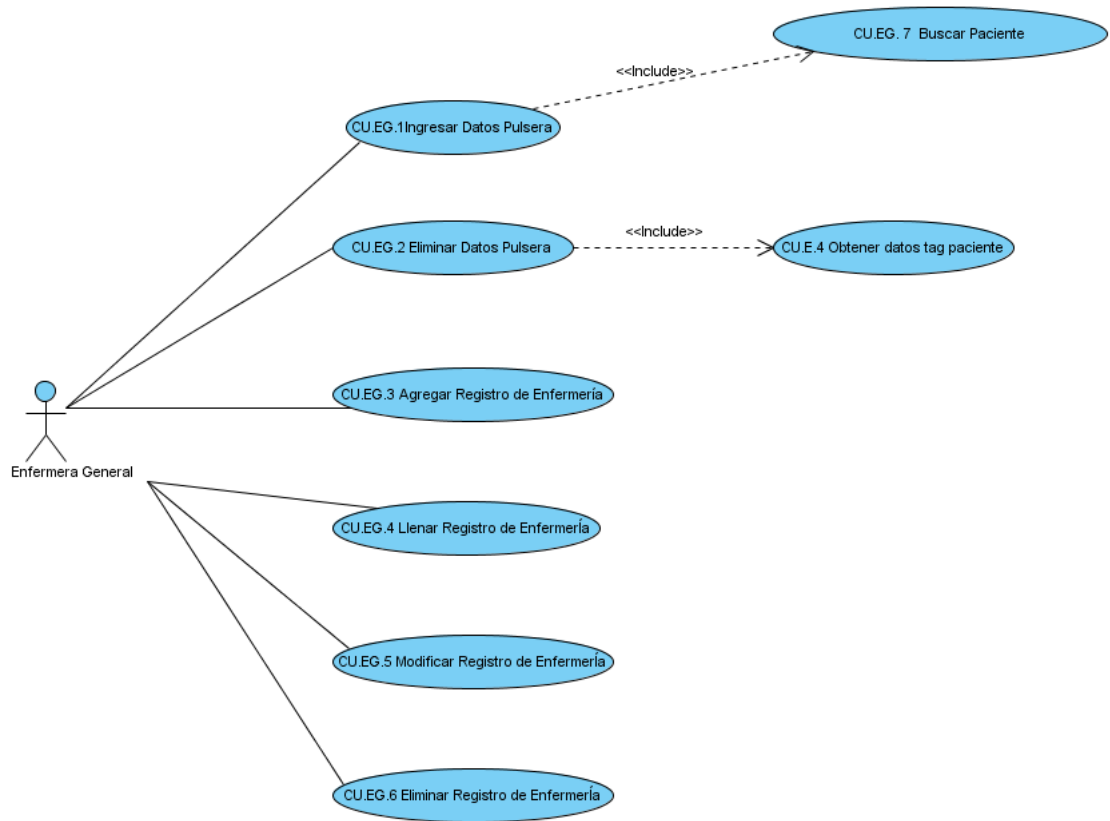 CU.EG. 7  Buscar Paciente
<<Include>>
CU.EG.1Ingresar Datos Pulsera
<<Include>>
CU.EG.2 Eliminar Datos Pulsera
CU.E.4 Obtener datos tag paciente
CU.EG.3 Agregar Registro de Enfermería
Enfermera General
CU.EG.4 Llenar Registro de EnfermerÍa
CU.EG.5 Modificar Registro de EnfermerÍa
CU.EG.6 Eliminar Registro de EnfermerÍa